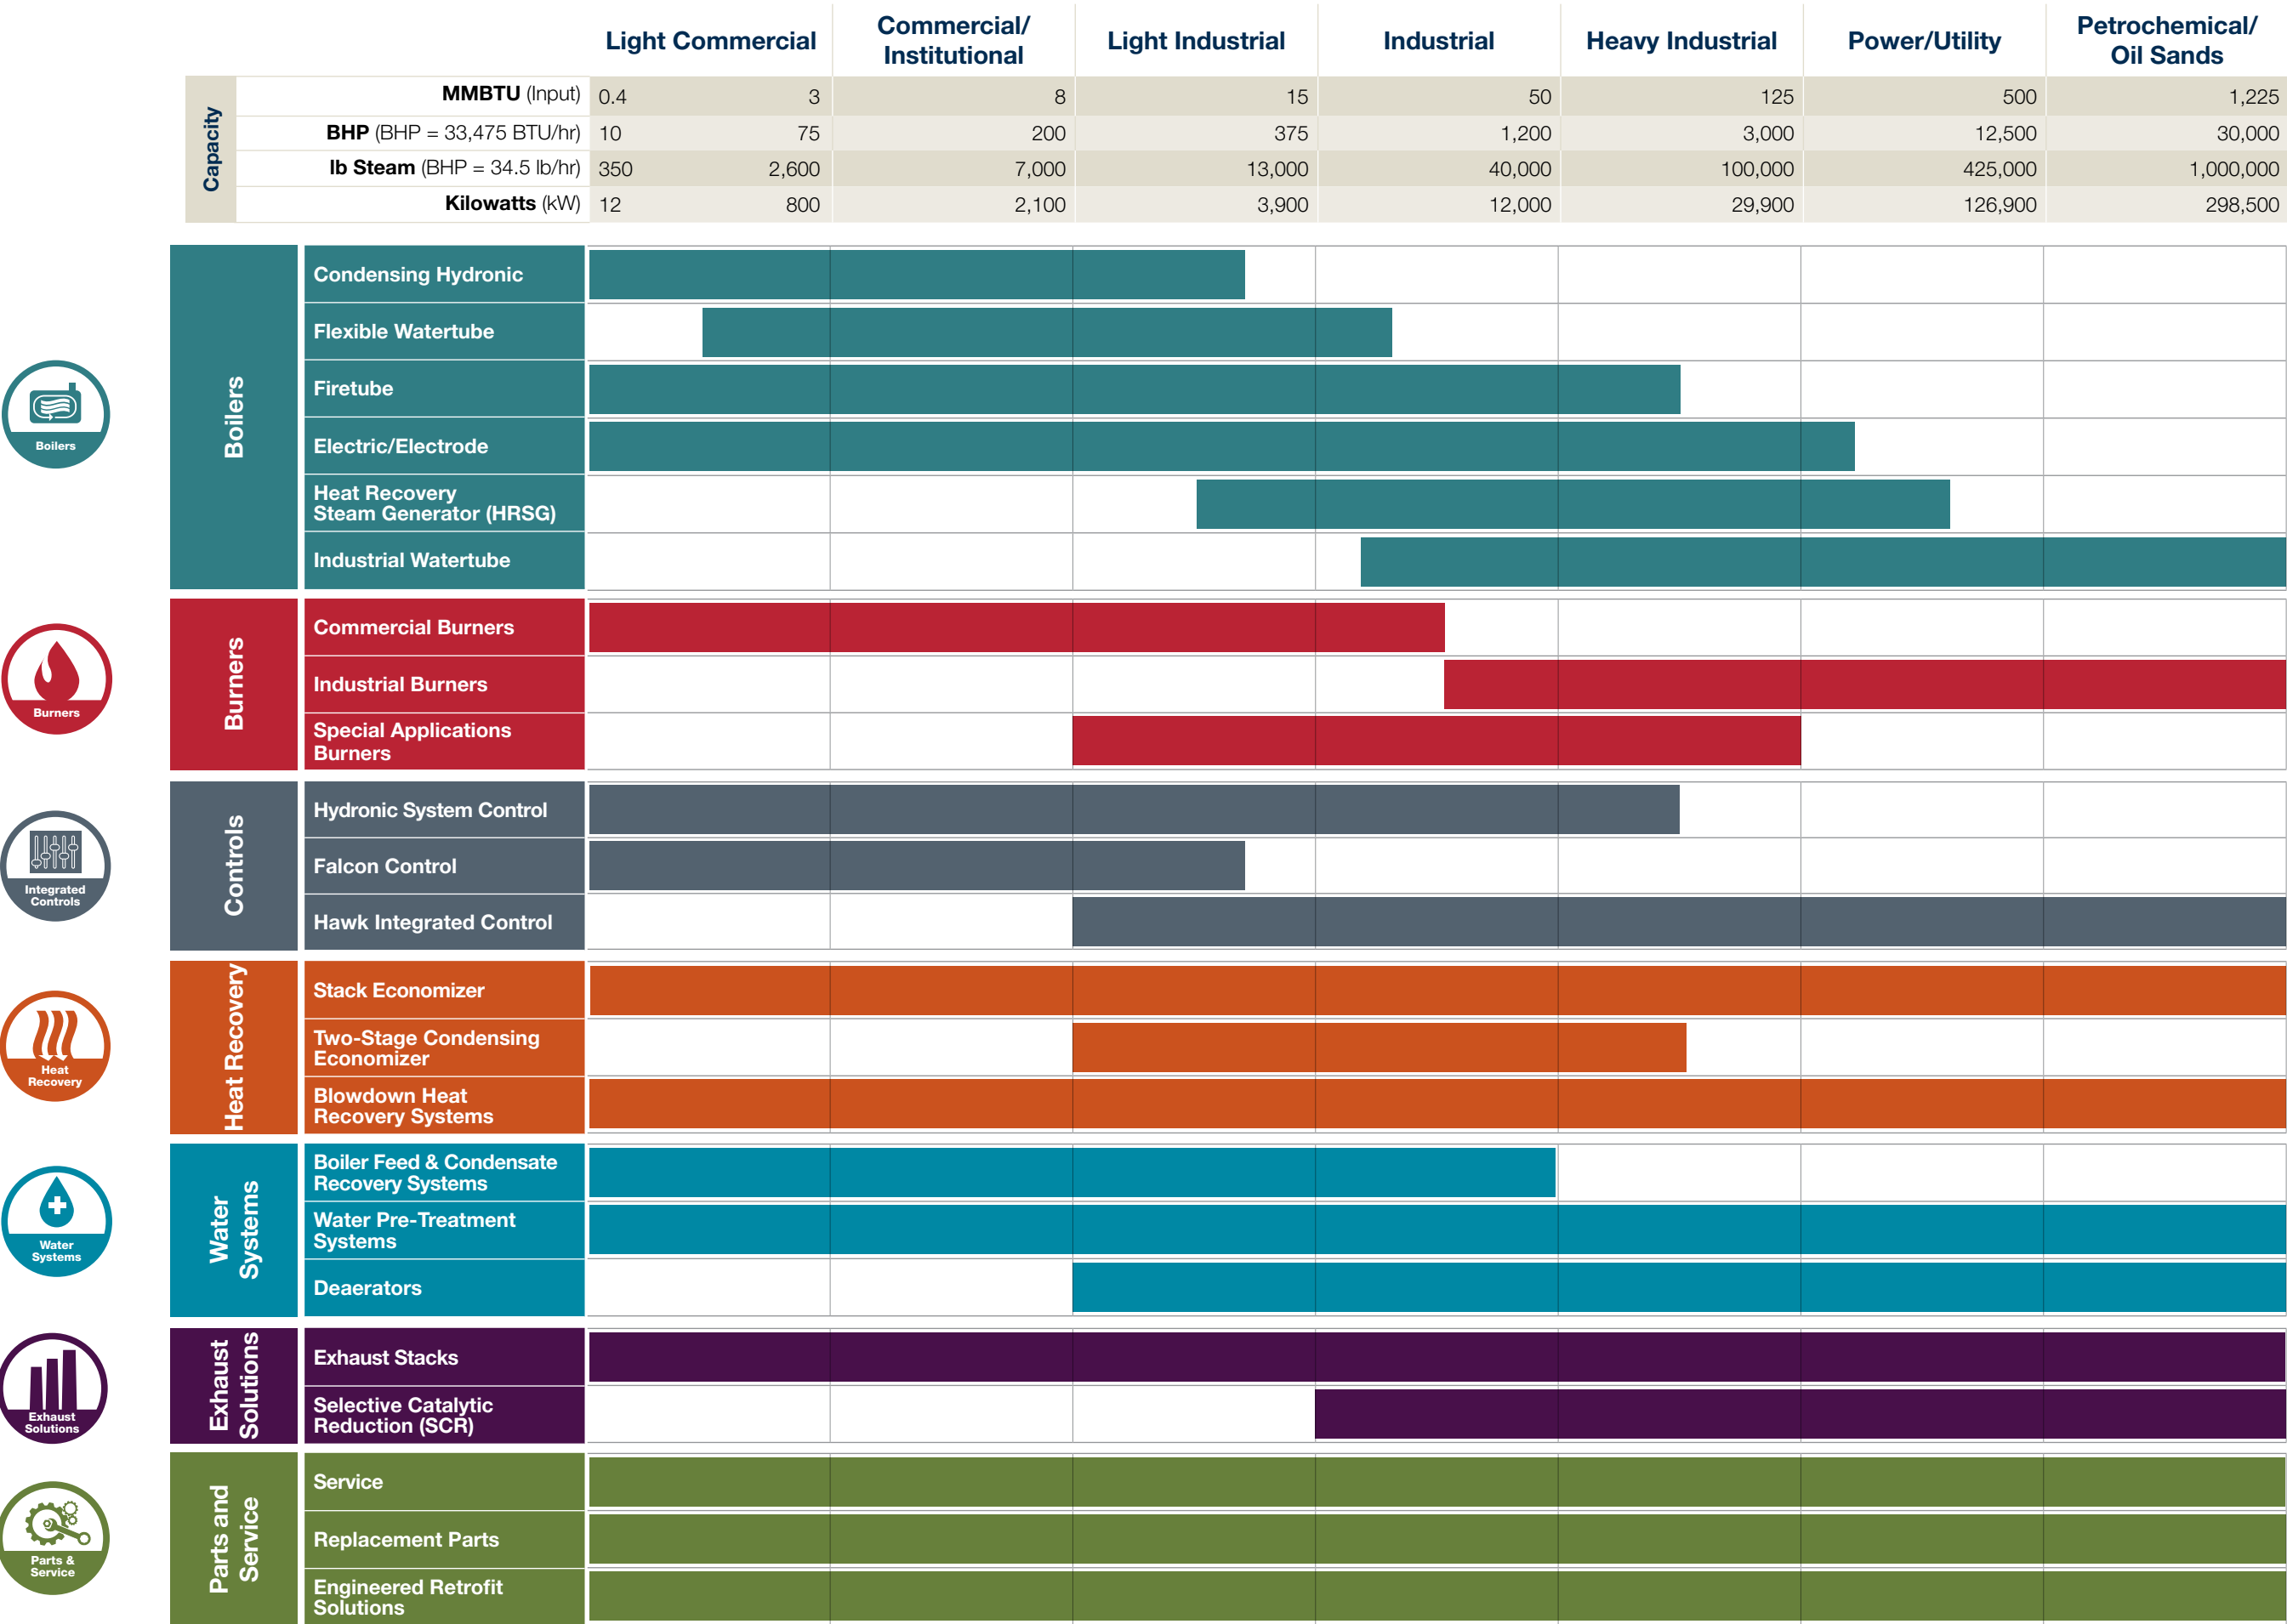 Light Commercial
Commercial/
Institutional
Light Industrial
Industrial
Heavy Industrial
Power/Utility
Petrochemical/
Oil Sands
Capacity
MMBTU (Input) 0.4 3 8 15 50 125 500 1,225
BHP (BHP = 33,475 BTU/hr) 10 75 200 375 1,200 3,000 12,500 30,000
lb Steam (BHP = 34.5 lb/hr) 350 2,600 7,000 13,000 40,000 100,000 425,000 1,000,000
Kilowatts (kW) 12 800 2,100 3,900 12,000 29,900 126,900 298,500
Boilers
Boilers
Condensing Hydronic
Flexible Watertube
Firetube
Electric/Electrode
Heat Recovery
Steam Generator (HRSG)
Industrial Watertube
Burners
Burners
Commercial Burners
Industrial Burners
Special Applications
Burners
Integrated
Controls
Controls
Hydronic System Control
Falcon Control
Hawk Integrated Control
Heat
Recovery
Heat Recovery
Stack Economizer
Two-Stage Condensing
Economizer
Blowdown Heat
Recovery Systems
Water
Systems
Water
Systems
Boiler Feed & Condensate
Recovery Systems
Water Pre-Treatment
Systems
Deaerators
Exhaust
Solutions
Exhaust
Solutions
Exhaust Stacks
Selective Catalytic
Reduction (SCR)
Parts &
Service
Parts and
Service
Service
Replacement Parts
Engineered Retrofit
Solutions